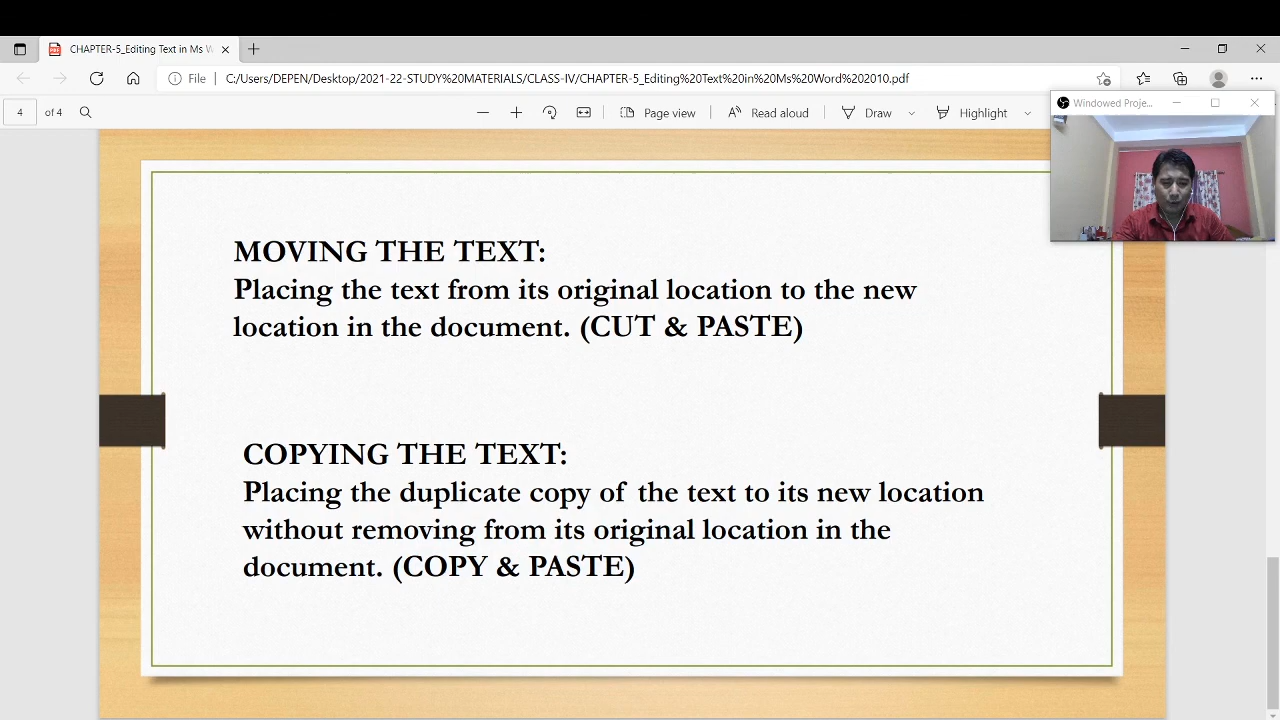 CHAPTER-5_Editing Text in Ms W
File
C:/Users/DEPEN/Desktop/2021-22-STUDY%20MATERIALS/CLASS-IV/CHAPTER-5_Editing%20Text%20in%20Ms%20Word%202010.pdf
4 of 4
Page view
Read aloud
Draw
Highlight
Windowed Proje...
MOVING THE TEXT:
Placing the text from its original location to the new
location in the document. (CUT & PASTE)
COPYING THE TEXT:
Placing the duplicate copy of the text to its new location
without removing from its original location in the
document. (COPY & PASTE)